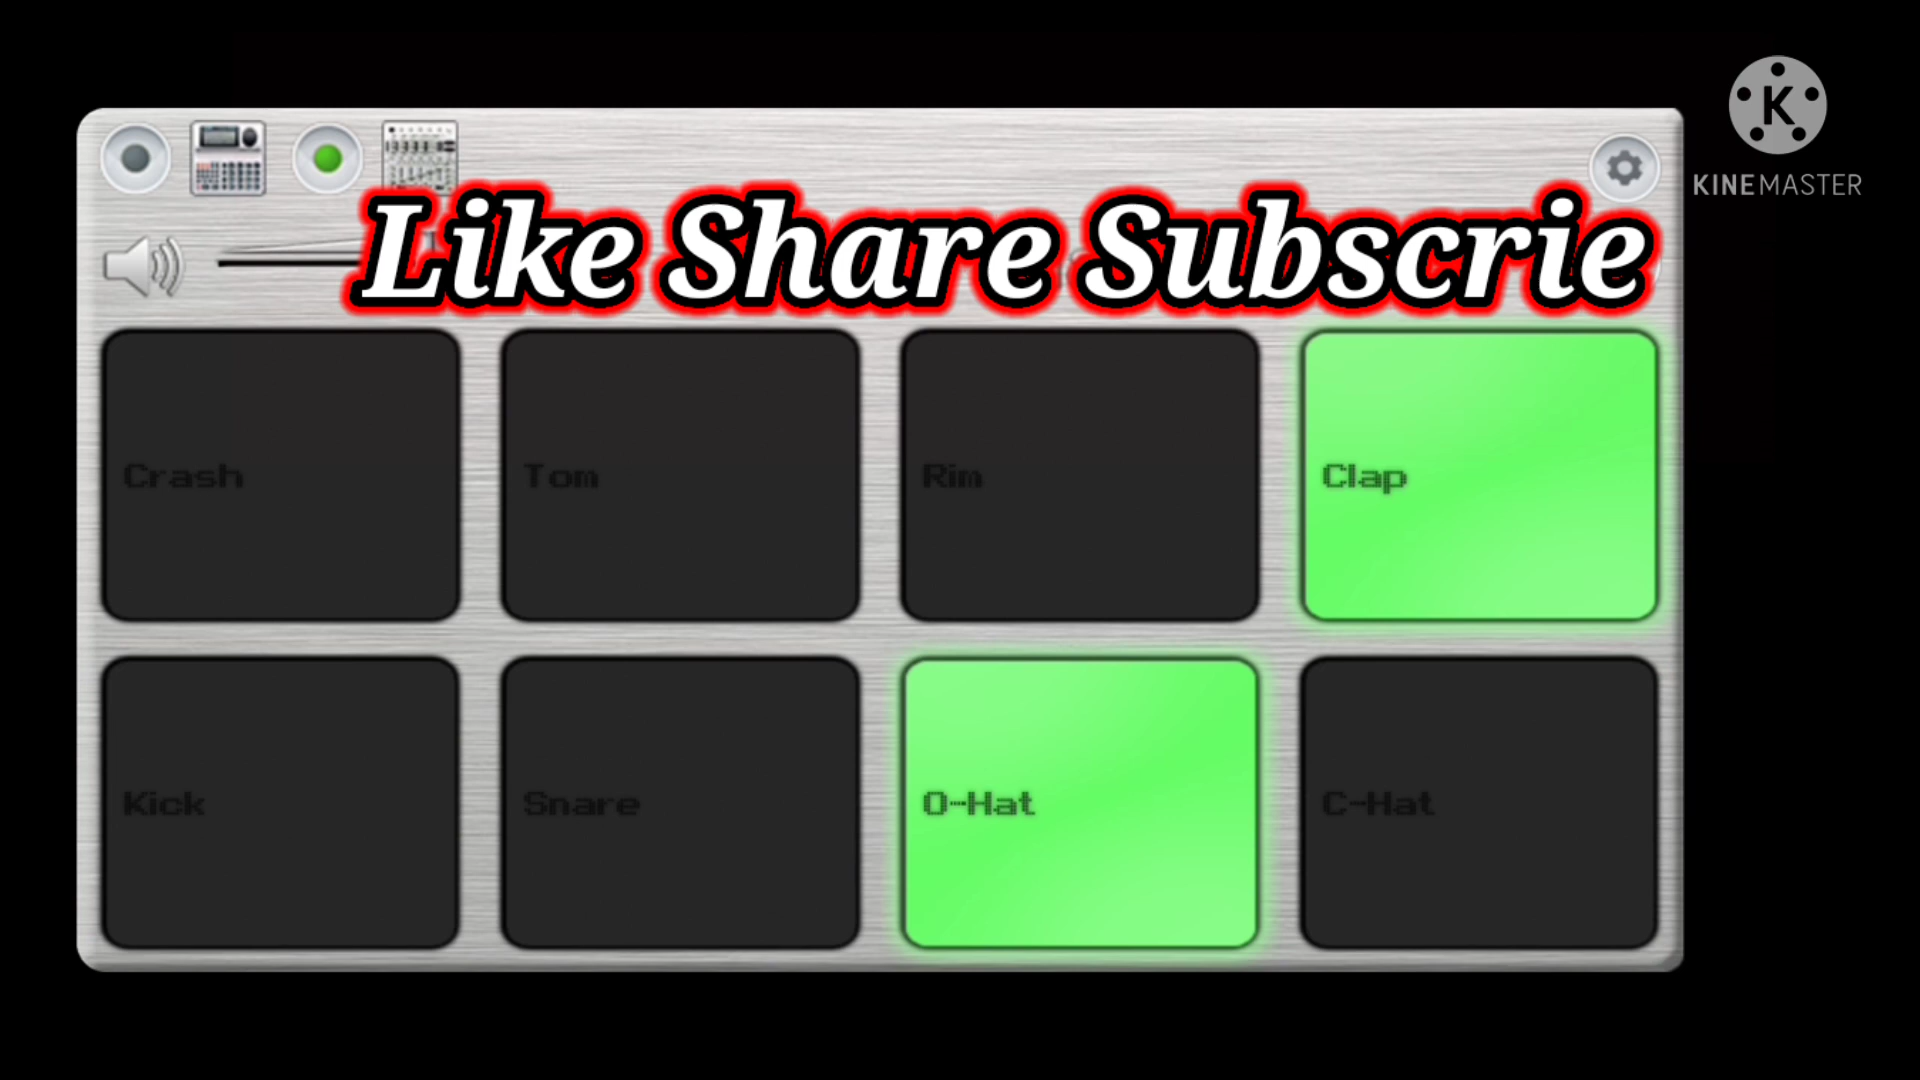 K
KINEMASTER
Like Share Subscrie
Crash
Tom
Rim
Clap
Kick
Snare
O-Hat
C-Hat